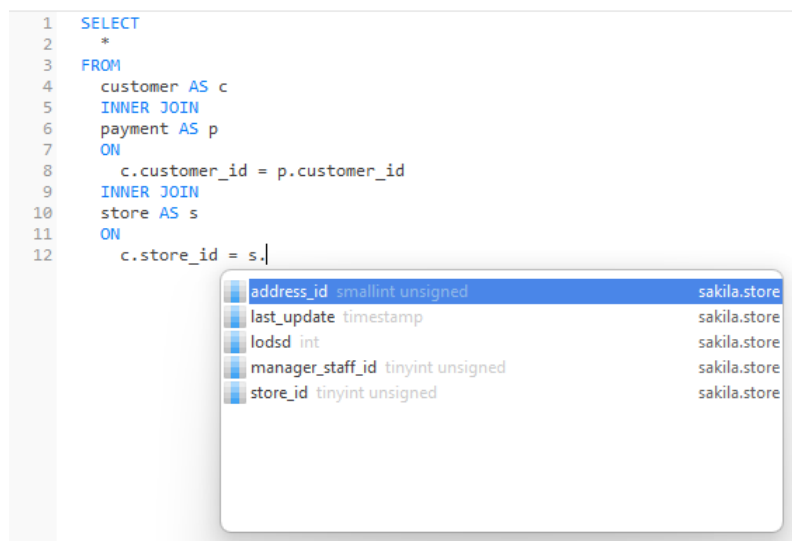 1 SELECT
2 *
3 FROM
4 customer AS c
5 INNER JOIN
6 payment AS p
7 ON
8 c.customer_id = p.customer_id
9 INNER JOIN
10 store AS s
11 ON
12 c.store_id = s.
address_id smallint unsigned sakila.store
last_update timestamp sakila.store
lodsd int sakila.store
manager_staff_id tinyint unsigned sakila.store
store_id tinyint unsigned sakila.store